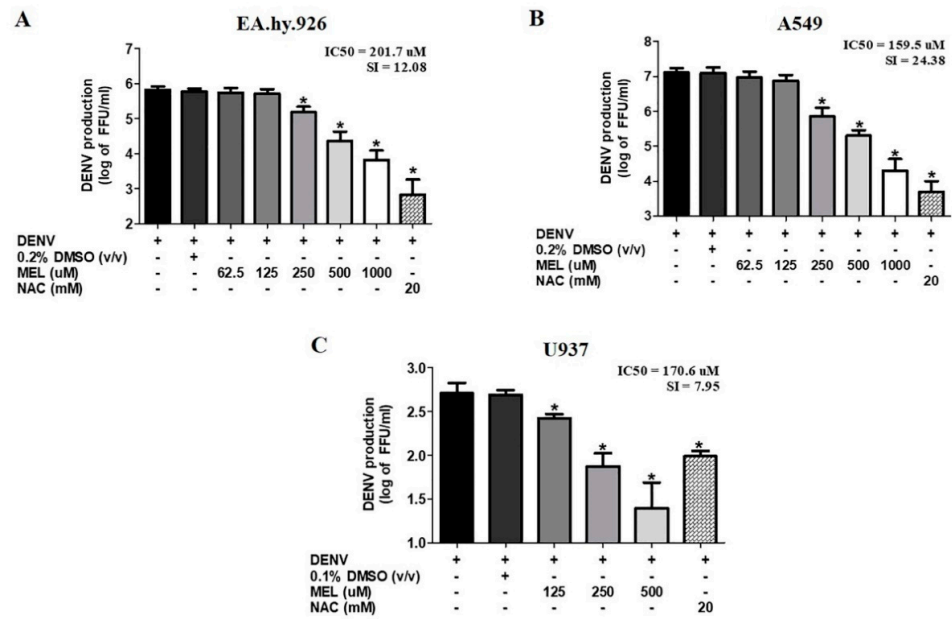 A
EA.hy.926
IC50 = 201.7 uM
SI = 12.08
DENV production
(log of FFU/ml)
7
6
5
4
3
2
DENV + + + + + + + +
0.2% DMSO (v/v) - + - - - - - -
MEL (uM) - - 62.5 125 250 500 1000 -
NAC (mM) - - - - - - - 20
* * * *
B
A549
IC50 = 159.5 uM
SI = 24.38
DENV production
(log of FFU/ml)
8
7
6
5
4
3
DENV + + + + + + + +
0.2% DMSO (v/v) - + - - - - - -
MEL (uM) - - 62.5 125 250 500 1000 -
NAC (mM) - - - - - - - 20
* * * *
C
U937
IC50 = 170.6 uM
SI = 7.95
DENV production
(log of FFU/ml)
3.0
2.5
2.0
1.5
1.0
DENV + + + + + +
0.1% DMSO (v/v) - + - - - -
MEL (uM) - - 125 250 500 -
NAC (mM) - - - - - 20
* * * *